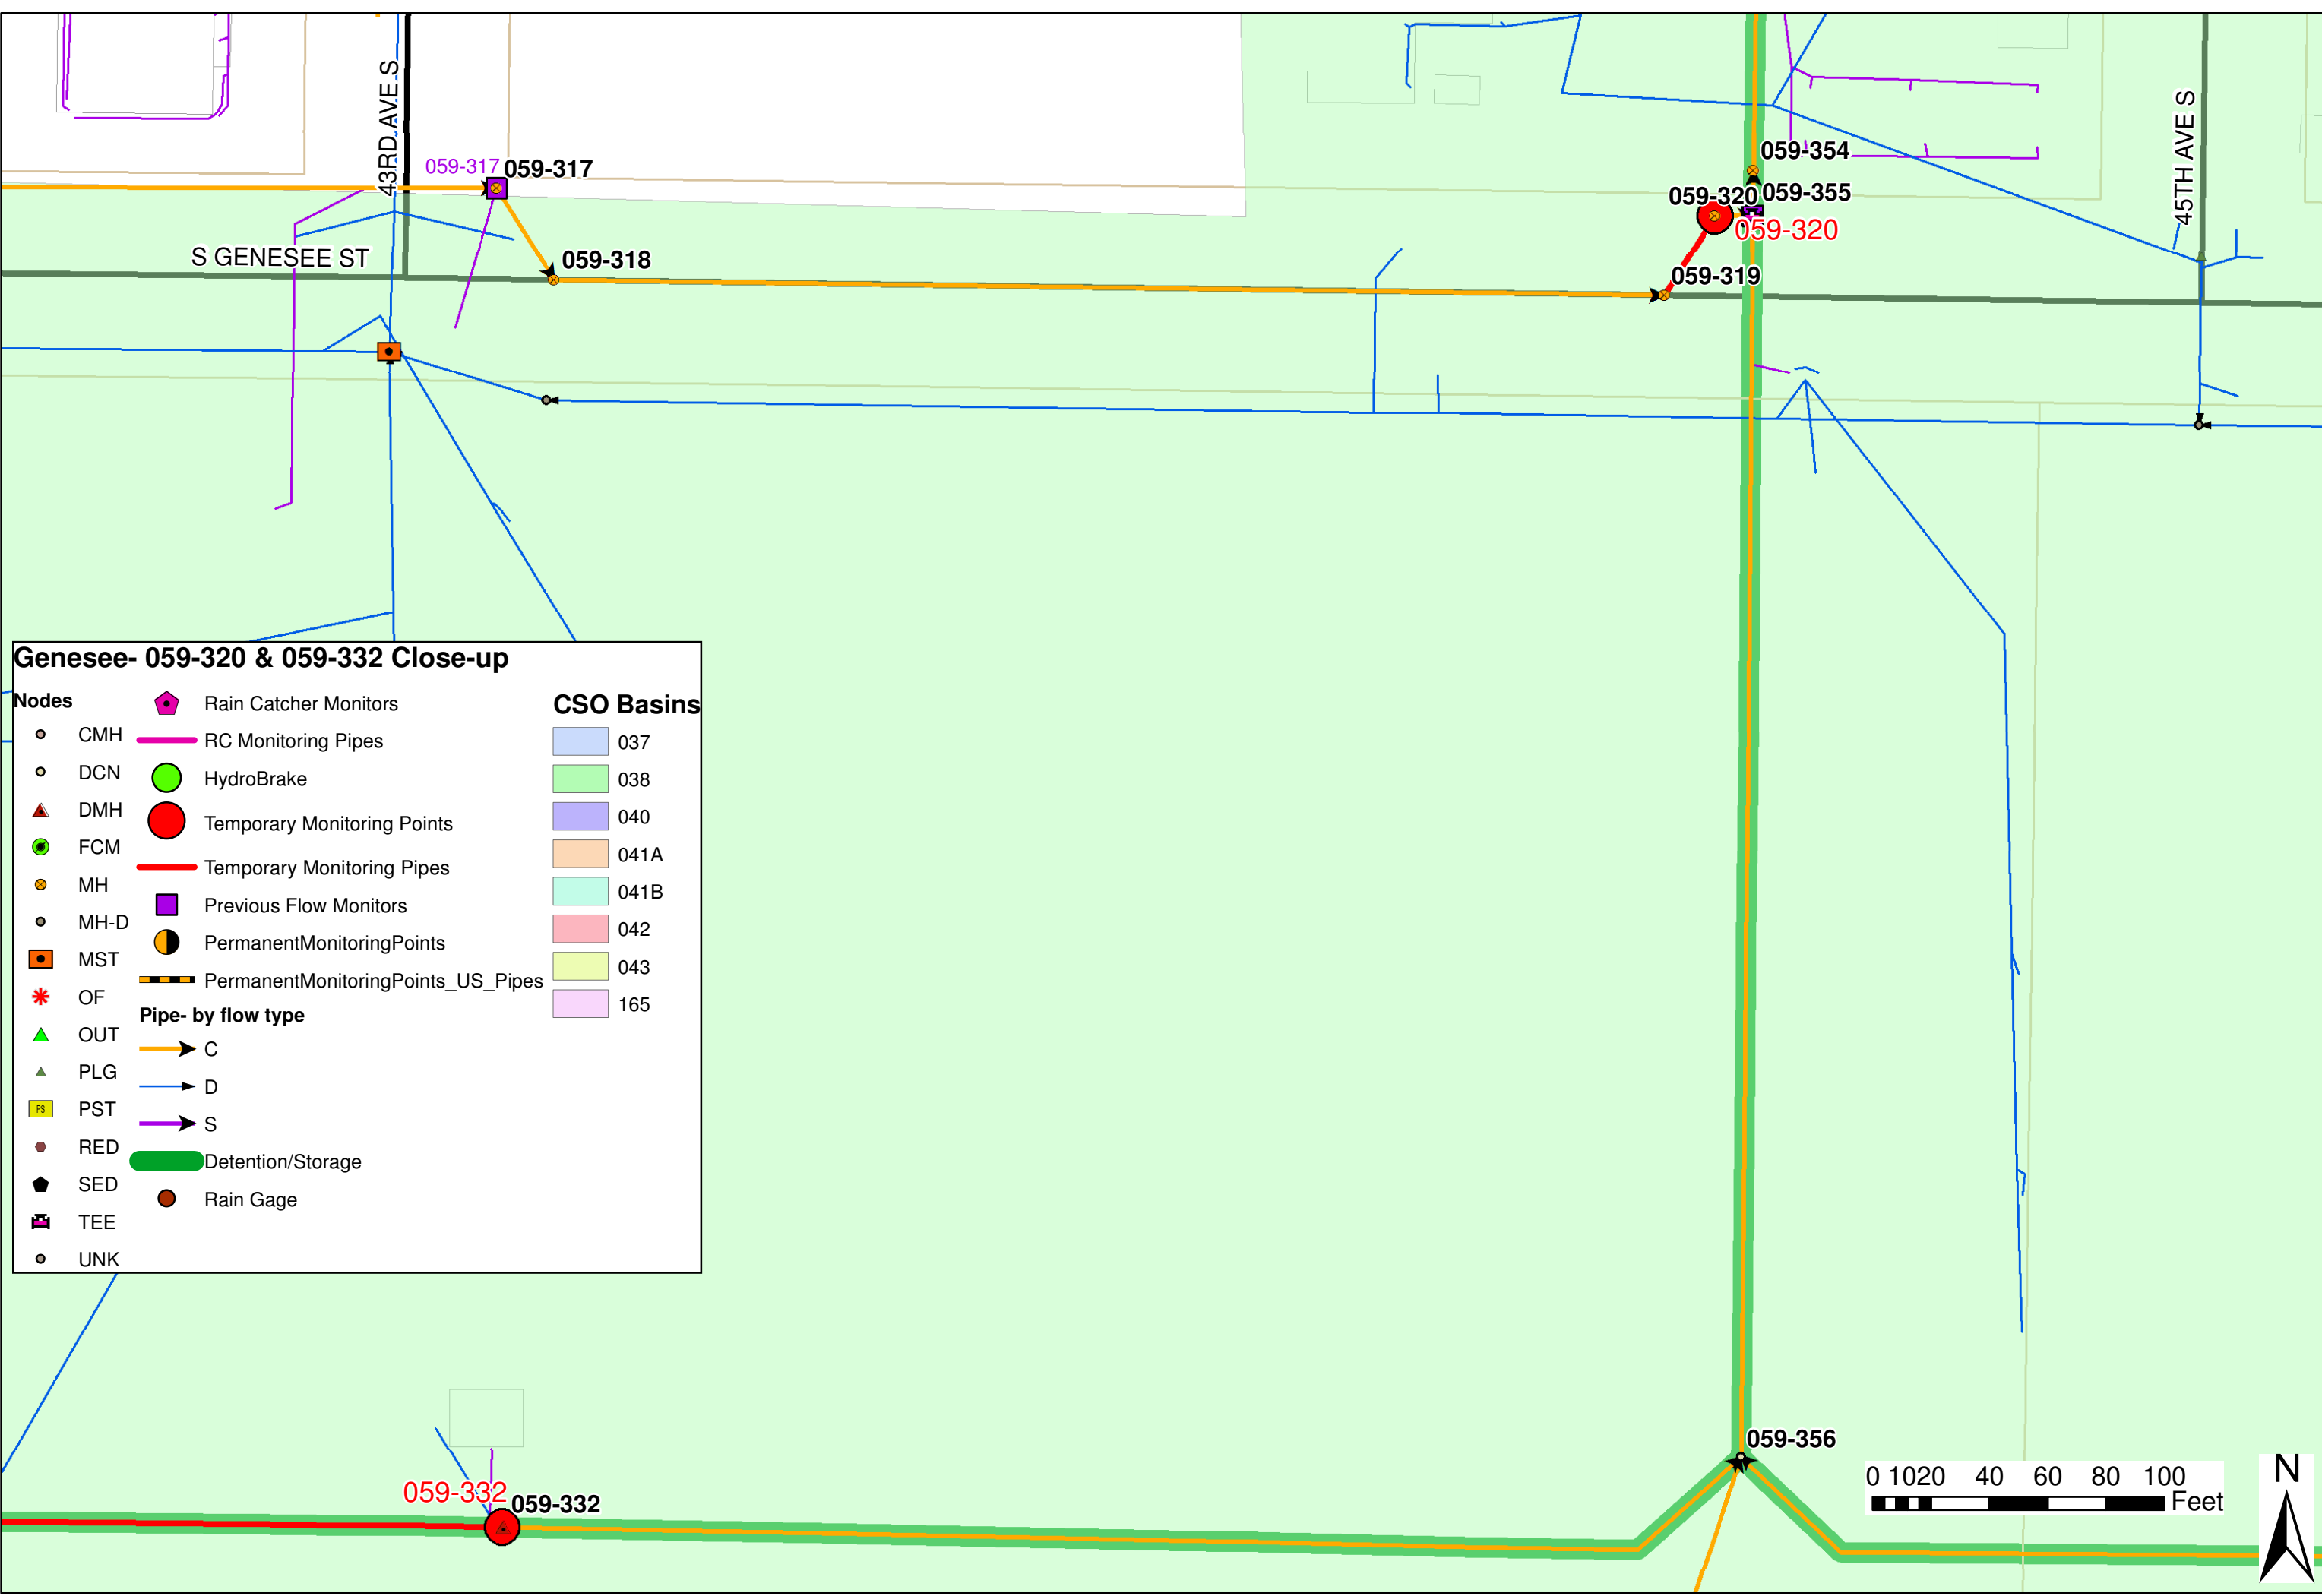 43RD AVE S
059-354
059-317 059-317
059-320 059-355
45TH AVE S
059-320
S GENESEE ST
059-318
059-319
Genesee- 059-320 & 059-332 Close-up
Nodes
CMH
DCN
DMH
FCM
MH
MH-D
MST
OF
OUT
PLG
PS PST
RED
SED
TEE
UNK
Rain Catcher Monitors
RC Monitoring Pipes
HydroBrake
Temporary Monitoring Points
Temporary Monitoring Pipes
Previous Flow Monitors
PermanentMonitoringPoints
PermanentMonitoringPoints_US_Pipes
Pipe- by flow type
C
D
S
Detention/Storage
Rain Gage
CSO Basins
037
038
040
041A
041B
042
043
165
059-356
059-332 059-332
0 10 20 40 60 80 100
Feet
N